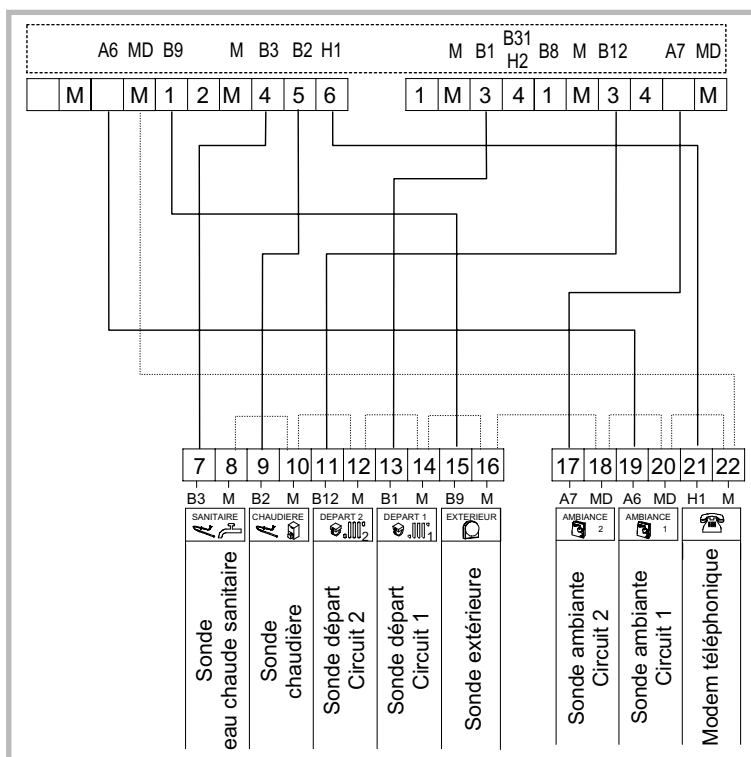 B31
A6 MD B9 M B3 B2 H1 M B1 H2 B8 M B12 A7 MD
M M 1 2 M 4 5 6 1 M 3 4 1 M 3 4 M
7 8 9 10 11 12 13 14 15 16 17 18 19 20 21 22
B3 M B2 M B12 M B1 M B9 M A7 MD A6 MD H1 M
SANITAIRE CHAUDIERE DEPART 2 DEPART 1 EXTERIEUR AMBIANCE AMBIANCE
2 1 2 1
Sonde
eau chaude sanitaire
Sonde
chaudière
Sonde départ
Circuit 2
Sonde départ
Circuit 1
Sonde extérieure
Sonde ambiante
Circuit 2
Sonde ambiante
Circuit 1
Modem téléphonique